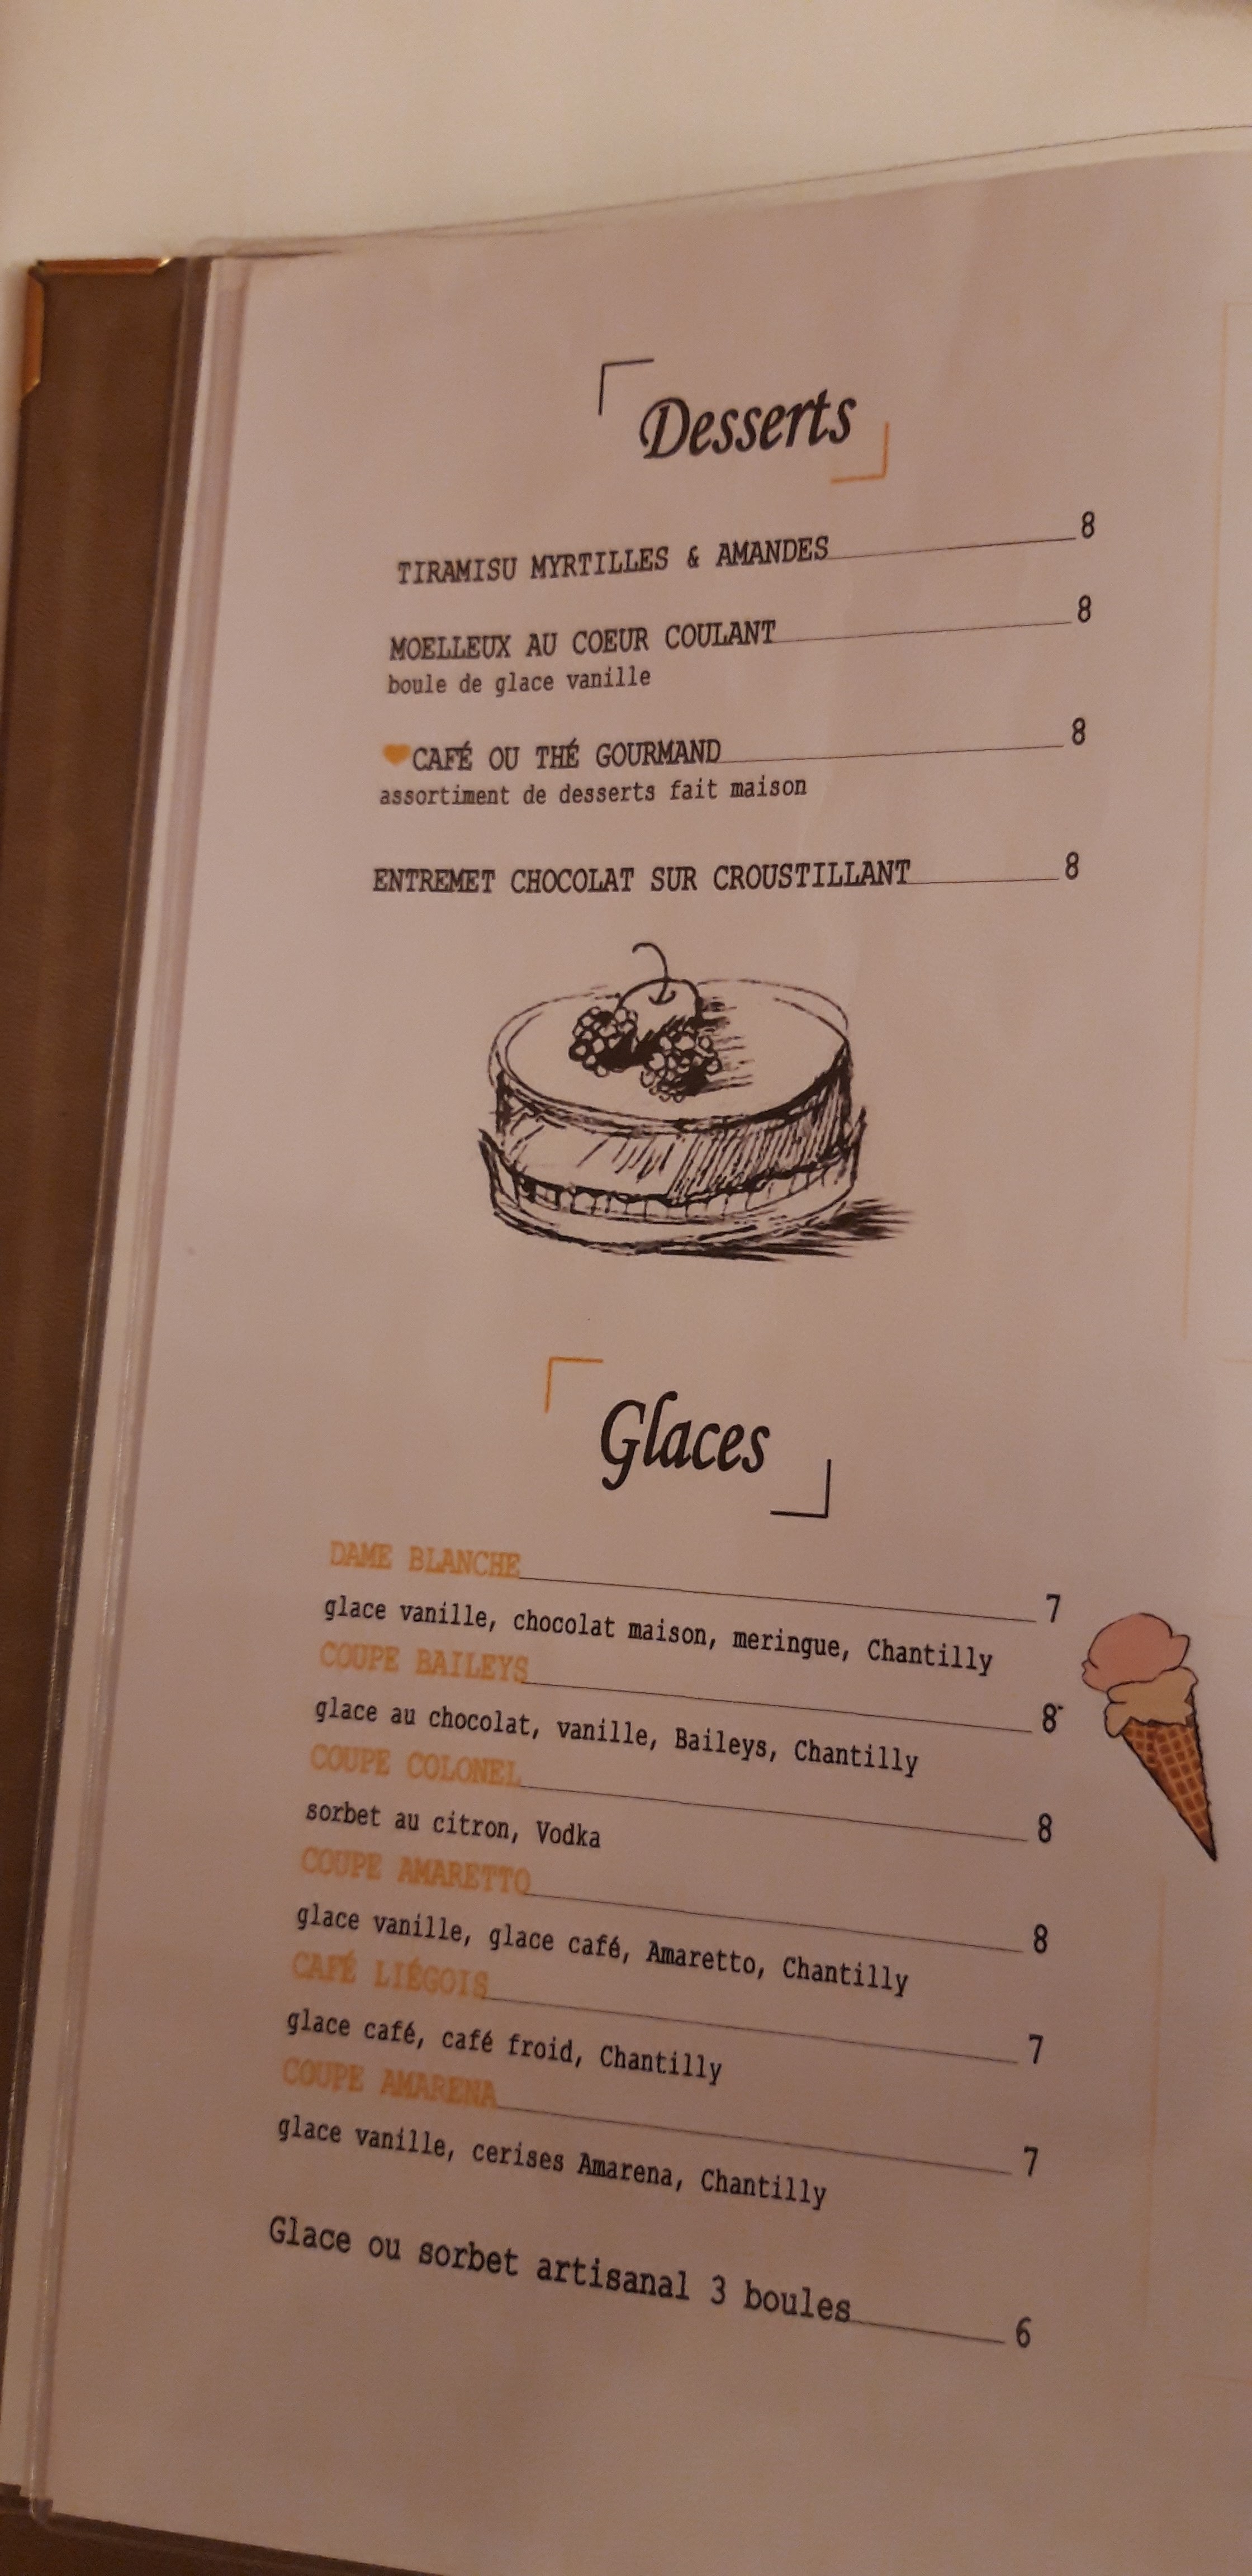 Desserts
TIRAMISU MYRTILLES & AMANDES 8
MOELLEUX AU COEUR COULANT 8
boule de glace vanille
CAFÉ OU THÉ GOURMAND 8
assortiment de desserts fait maison
ENTREMET CHOCOLAT SUR CROUSTILLANT 8
Glaces
DAME BLANCHE 7
glace vanille, chocolat maison, meringue, Chantilly
COUPE BAILEYS 8
glace au chocolat, vanille, Baileys, Chantilly
COUPE COLONEL 8
sorbet au citron, Vodka
COUPE AMARETTO 8
glace vanille, glace café, Amaretto, Chantilly
CAFÉ LIÉGOIS 7
glace café, café froid, Chantilly
COUPE AMARENA 7
glace vanille, cerises Amarena, Chantilly
Glace ou sorbet artisanal 3 boules 6